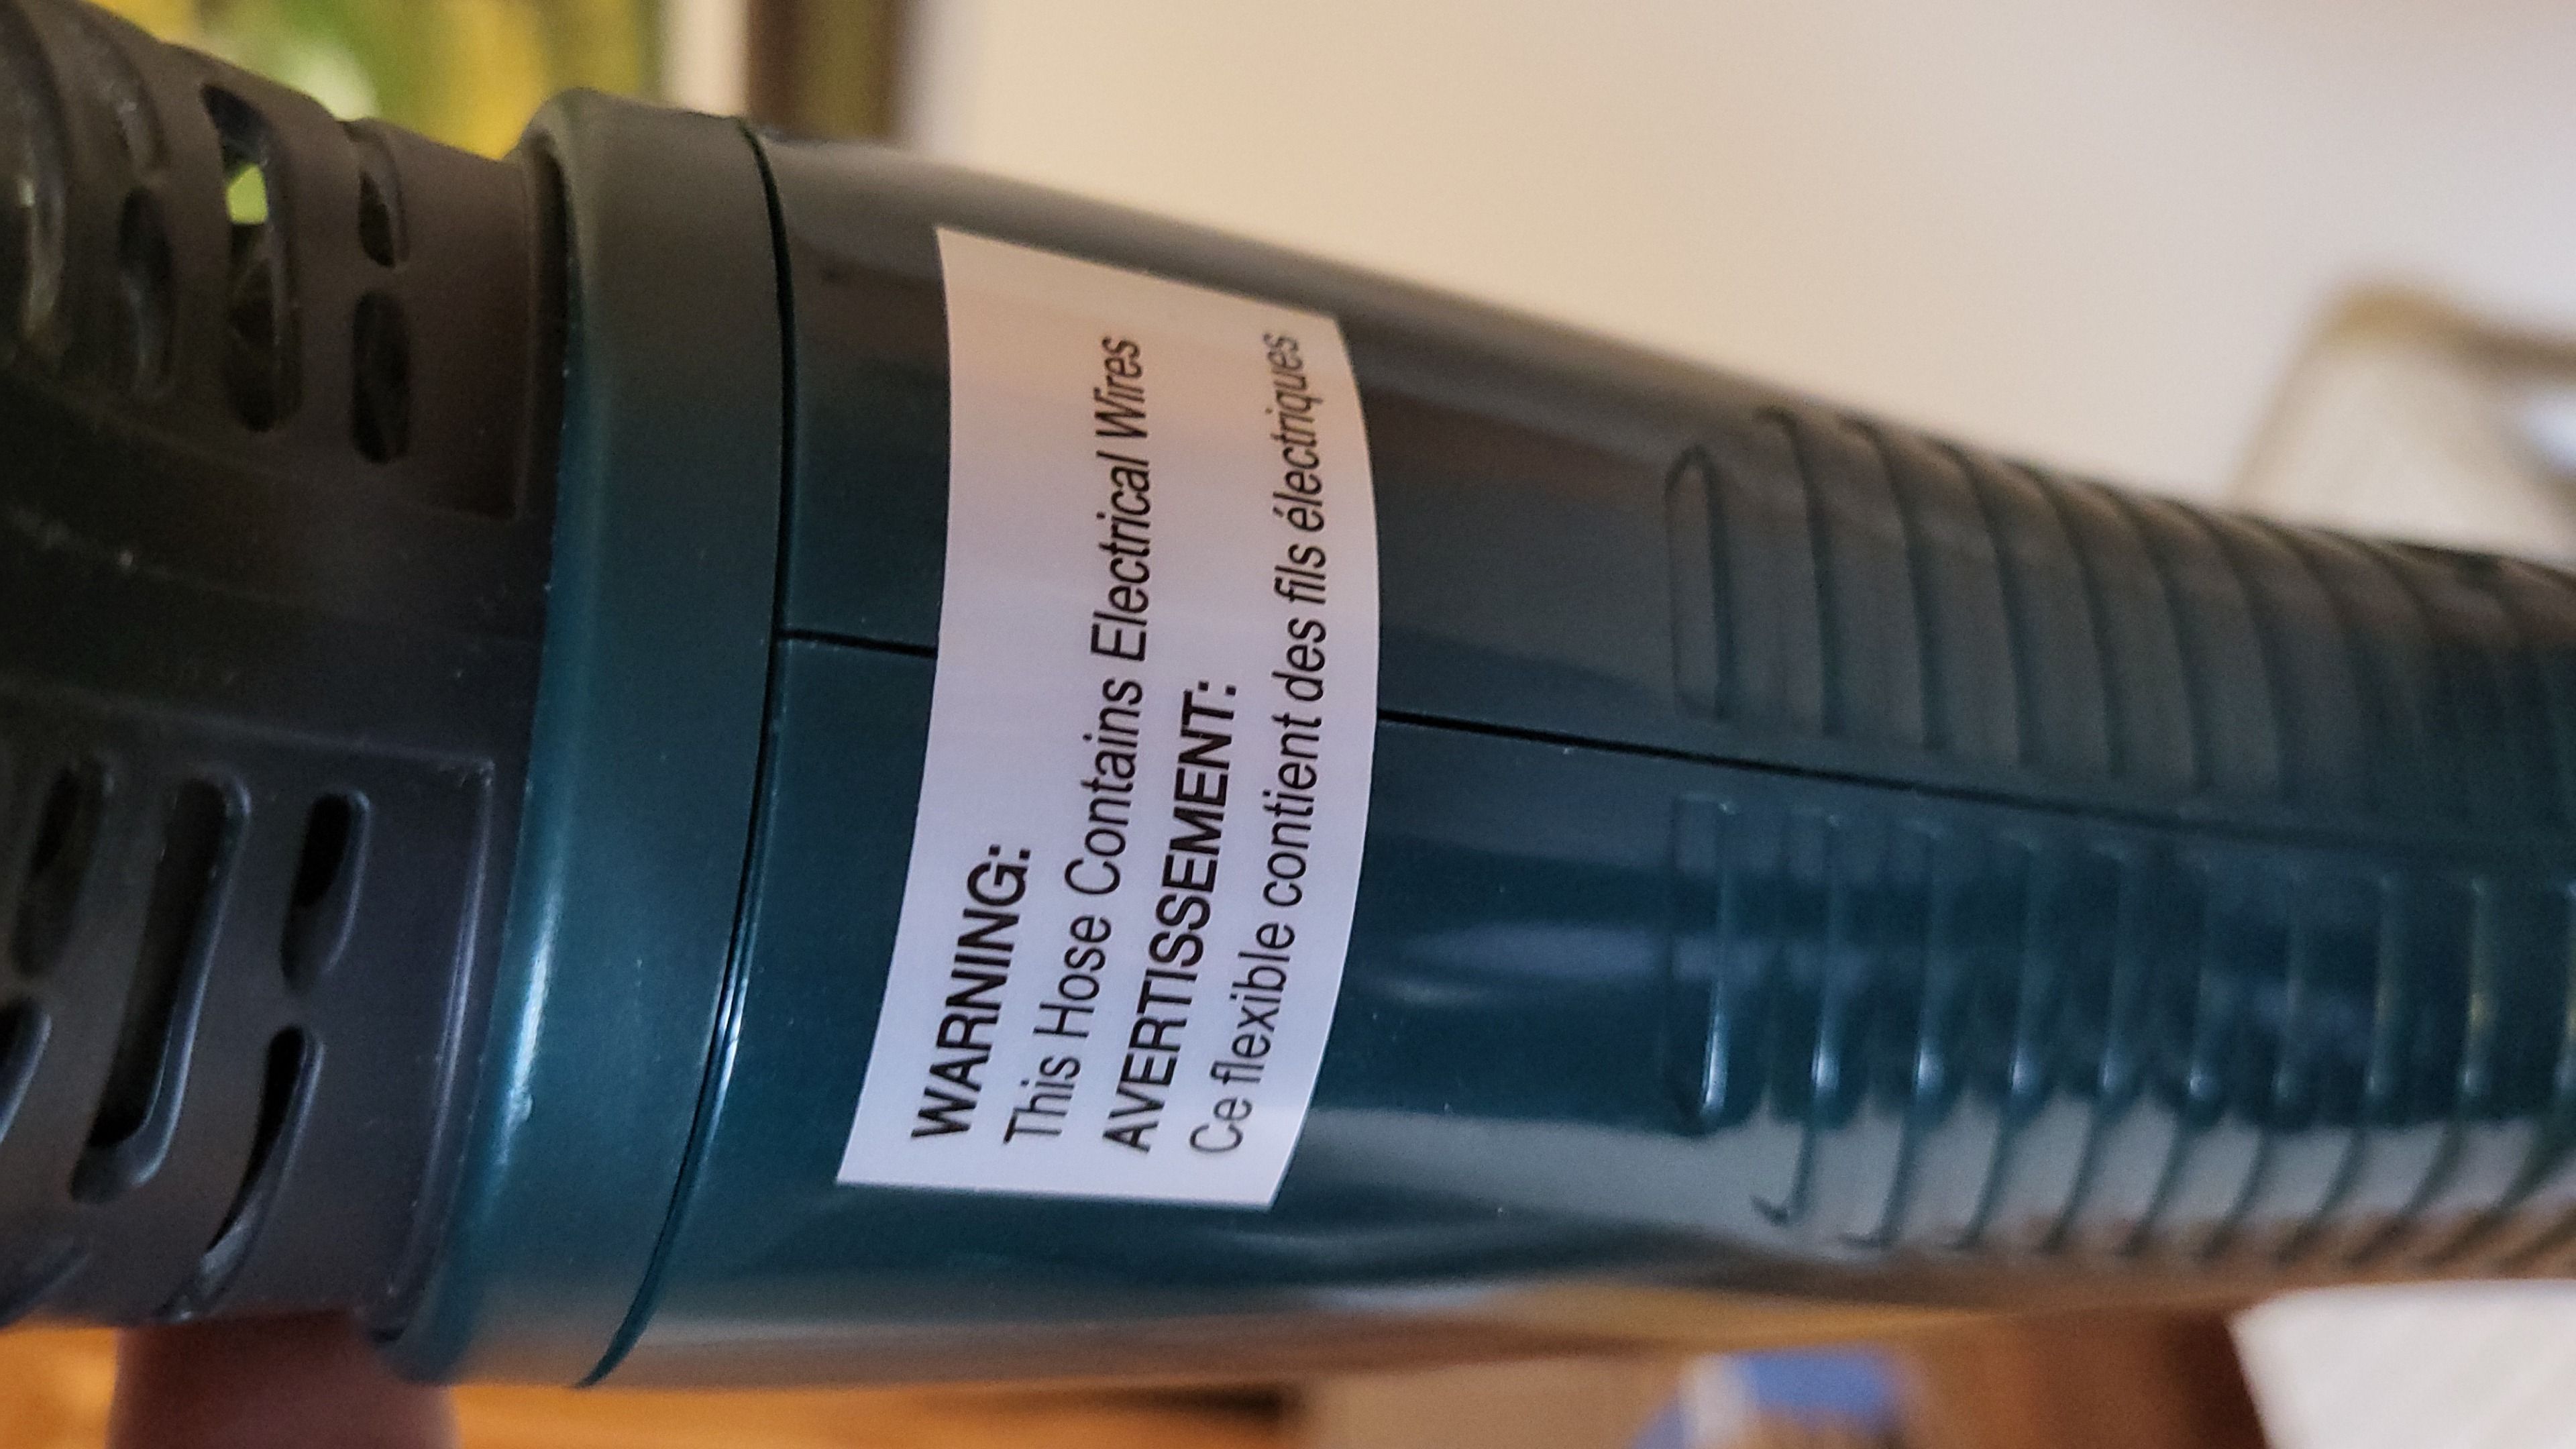 WARNING:
This Hose Contains Electrical Wires
AVERTISSEMENT:
Ce flexible contient des fils électriques